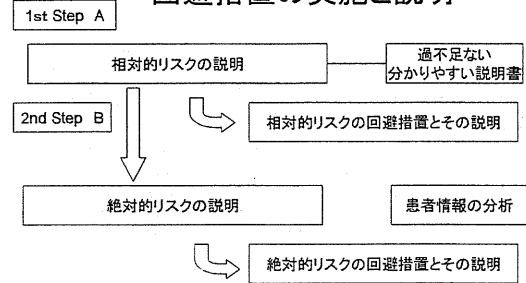 回避措置の実施と説明
1st Step A
相対的リスクの説明
過不足ない
分かりやすい説明書
2nd Step B
相対的リスクの回避措置とその説明
絶対的リスクの説明
患者情報の分析
絶対的リスクの回避措置とその説明